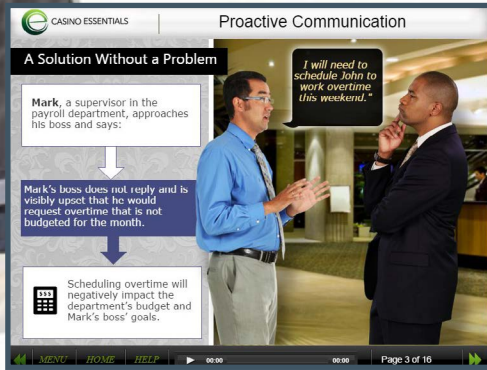 CASINO ESSENTIALS
Proactive Communication
A Solution Without a Problem
Mark, a supervisor in the
payroll department, approaches
his boss and says:
I will need to
schedule John to
work overtime
this weekend."
Mark's boss does not reply and is
visibly upset that he would
request overtime that is not
budgeted for the month.
$$$
Scheduling overtime will
negatively impact the
department's budget and
Mark's boss' goals.
MENU HOME HELP 00:00 00:00 Page 3 of 16